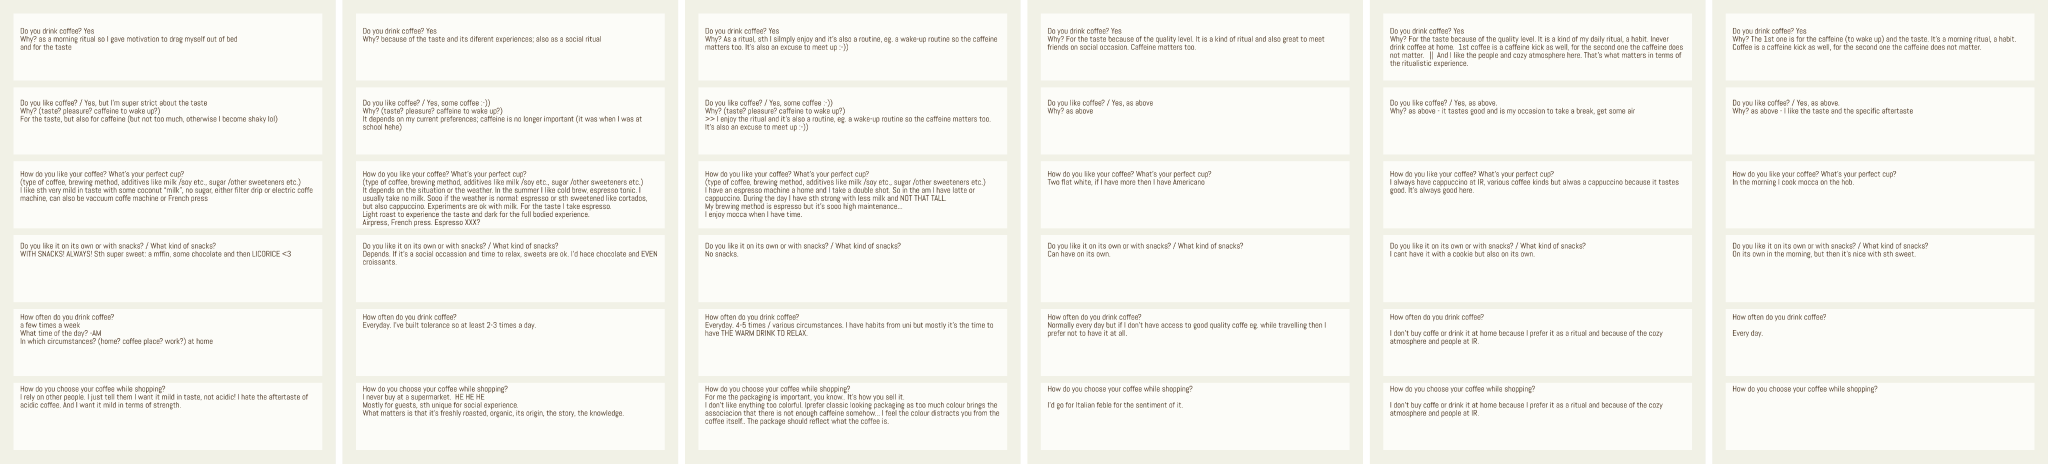 Do you drink coffee? Yes
Why? as a morning ritual so I gave motivation to drag myself out of bed
and for the taste
Do you like coffee? / Yes, but I'm super strict about the taste
Why? (taste? pleasure? caffeine to wake up?)
For the taste, but also for caffeine (but not too much, otherwise I become shaky lol)
How do you like your coffee? What's your perfect cup?
(type of coffee, brewing method, additives like milk /soy etc., sugar /other sweeteners etc.)
I like sth very mild in taste with some coconut "milk", no sugar, either filter drip or electric coffe
machine, can also be vaccuum coffe machine or French press
Do you like it on its own or with snacks? / What kind of snacks?
WITH SNACKS! ALWAYS! Sth super sweet: a mffin, some chocolate and then LICORICE <3
How often do you drink coffee?
a few times a week
What time of the day? -AM
In which circumstances? (home? coffee place? work?) at home
How do you choose your coffee while shopping?
I rely on other people. I just tell them I want it mild in taste, not acidic! I hate the aftertaste of
acidic coffee. And I want it mild in terms of strength.
Do you drink coffee? Yes
Why? because of the taste and its diferent experiences; also as a social ritual
Do you like coffee? / Yes, some coffee :-))
Why? (taste? pleasure? caffeine to wake up?)
It depends on my current preferences; caffeine is no longer important (it was when I was at
school hehe)
How do you like your coffee? What's your perfect cup?
(type of coffee, brewing method, additives like milk /soy etc., sugar /other sweeteners etc.)
It depends on the situation or the weather. In the summer I like cold brew, espresso tonic. I
usually take no milk. Sooo if the weather is normal: espresso or sth sweetened like cortados,
but also cappuccino. Experiments are ok with milk. For the taste I take espresso.
Light roast to experience the taste and dark for the full bodied experience.
Airpress, French press. Espresso XXX?
Do you like it on its own or with snacks? / What kind of snacks?
Depends. If it's a social occassion and time to relax, sweets are ok. I'd hace chocolate and EVEN
croissants.
How often do you drink coffee?
Everyday. I've built tolerance so at least 2-3 times a day.
How do you choose your coffee while shopping?
I never buy at a supermarket. HE HE HE
Mostly for guests, sth unique for social experience.
What matters is that it's freshly roasted, organic, its origin, the story, the knowledge.
Do you drink coffee? Yes
Why? As a ritual, sth I silmply enjoy and it's also a routine, eg. a wake-up routine so the caffeine
matters too. It's also an excuse to meet up :-))
Do you like coffee? / Yes, some coffee :-))
Why? (taste? pleasure? caffeine to wake up?)
>> I enjoy the ritual and it's also a routine, eg. a wake-up routine so the caffeine matters too.
It's also an excuse to meet up :-))
How do you like your coffee? What's your perfect cup?
(type of coffee, brewing method, additives like milk /soy etc., sugar /other sweeteners etc.)
I have an espresso machine a home and I take a double shot. So in the am I have latte or
cappuccino. During the day I have sth strong with less milk and NOT THAT TALL.
My brewing method is espresso but it's sooo high maintenance...
I enjoy mocca when I have time.
Do you like it on its own or with snacks? / What kind of snacks?
No snacks.
How often do you drink coffee?
Everyday. 4-5 times / various circumstances. I have habits from uni but mostly it's the time to
have THE WARM DRINK TO RELAX.
How do you choose your coffee while shopping?
For me the packaging is important, you know.. It's how you sell it.
I don't like enything too colorful. Iprefer classic looking packaging as too much colour brings the
associacion that there is not enough caffeine somehow... I feel the colour distracts you from the
coffee itself.. The package should reflect what the coffee is.
Do you drink coffee? Yes
Why? For the taste because of the quality level. It is a kind of ritual and also great to meet
friends on social occasion. Caffeine matters too.
Do you like coffee? / Yes, as above
Why? as above
How do you like your coffee? What's your perfect cup?
Two flat white, if I have more then I have Americano
Do you like it on its own or with snacks? / What kind of snacks?
Can have on its own.
How often do you drink coffee?
Normally every day but if I don't have access to good quality coffe eg. while travelling then I
prefer not to have it at all.
How do you choose your coffee while shopping?
I'd go for Italian feble for the sentiment of it.
Do you drink coffee? Yes
Why? For the taste because of the quality level. It is a kind of my daily ritual, a habit. Inever
drink coffee at home. 1st coffee is a caffeine kick as well, for the second one the caffeine does
not matter. || And I like the people and cozy atmosphere here. That's what matters in terms of
the ritualistic experience.
Do you like coffee? / Yes, as above.
Why? as above - it tastes good and is my occasion to take a break, get some air
How do you like your coffee? What's your perfect cup?
I always have cappuccino at IR, various coffee kinds but alwas a cappuccino because it tastes
good. It's always good here.
Do you like it on its own or with snacks? / What kind of snacks?
I cant have it with a cookie but also on its own.
How often do you drink coffee?
I don't buy coffe or drink it at home because I prefer it as a ritual and because of the cozy
atmosphere and people at IR.
How do you choose your coffee while shopping?
I don't buy coffe or drink it at home because I prefer it as a ritual and because of the cozy
atmosphere and people at IR.
Do you drink coffee? Yes
Why? The 1st one is for the caffeine (to wake up) and the taste. It's a morning ritual, a habit.
Coffee is a caffeine kick as well, for the second one the caffeine does not matter.
Do you like coffee? / Yes, as above.
Why? as above - I like the taste and the specific aftertaste
How do you like your coffee? What's your perfect cup?
In the morning I cook mocca on the hob.
Do you like it on its own or with snacks? / What kind of snacks?
On its own in the morning, but then it's nice with sth sweet.
How often do you drink coffee?
Every day.
How do you choose your coffee while shopping?